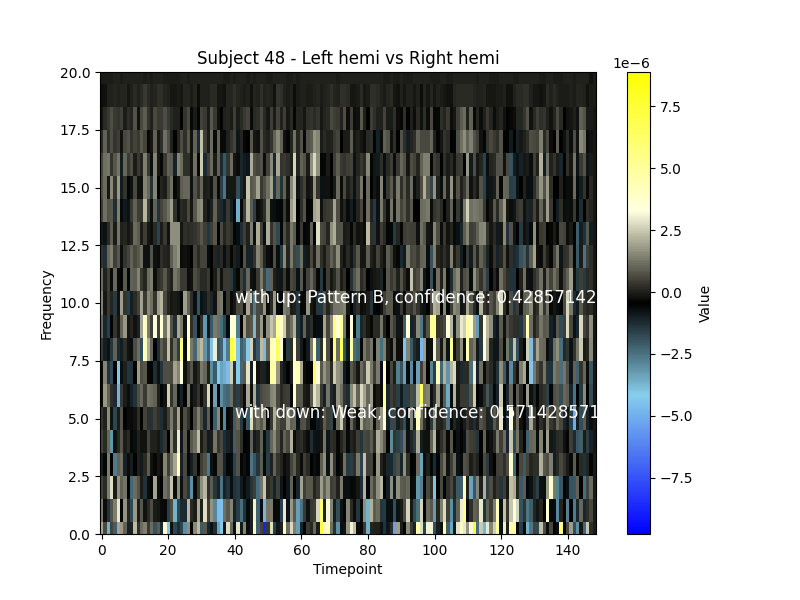 Subject 48 - Left hemi vs Right hemi
1e−6
20.0
17.5
15.0
12.5
10.0
7.5
5.0
2.5
0.0
Frequency
with up: Pattern B, confidence: 0.42857142
with down: Weak, confidence: 0.571428571
0 20 40 60 80 100 120 140
Timepoint
7.5
5.0
2.5
0.0
−2.5
−5.0
−7.5
Value